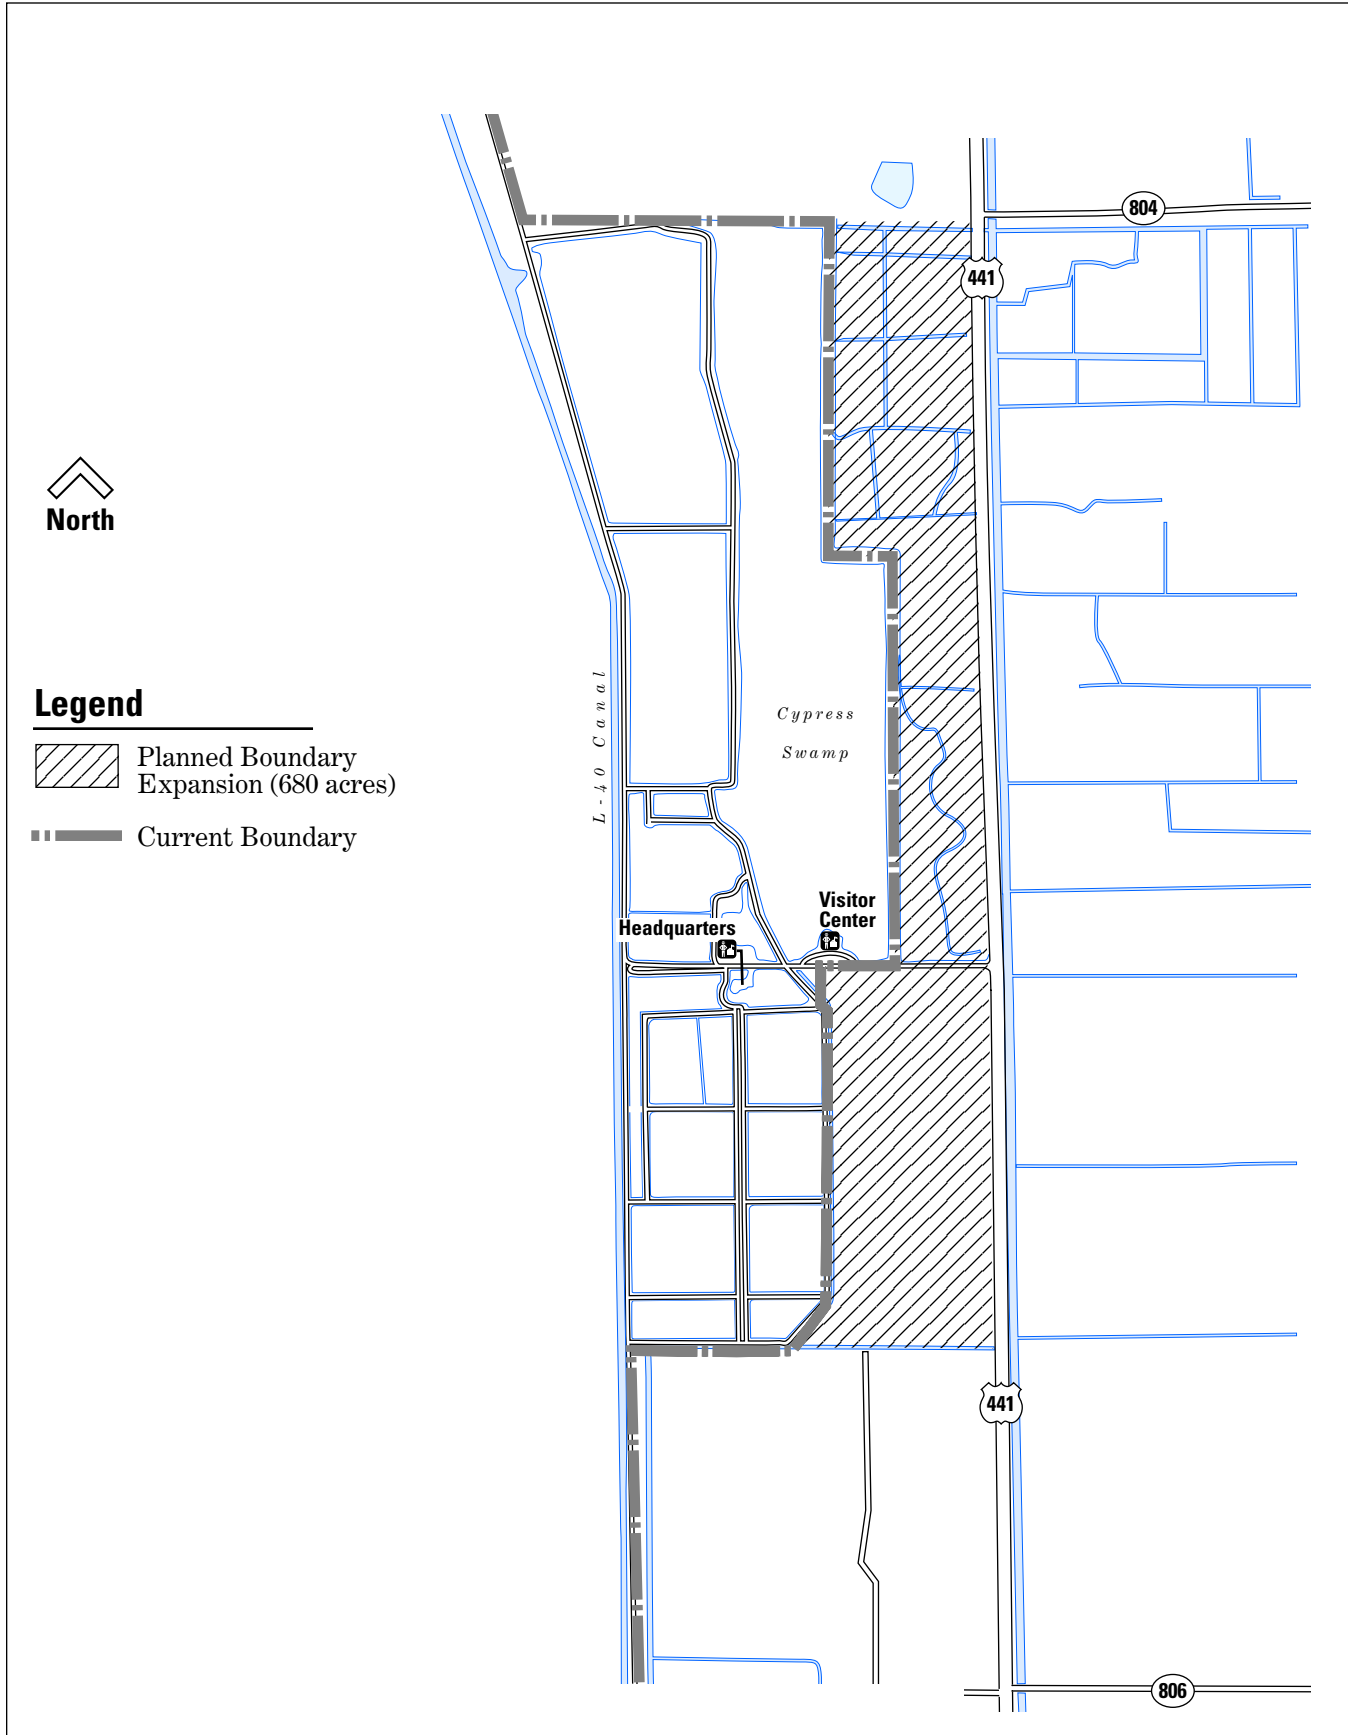 804
441
North
Legend
Planned Boundary
Expansion (680 acres)
Current Boundary
L-40 Canal
Cypress
Swamp
Visitor
Center
Headquarters
441
806